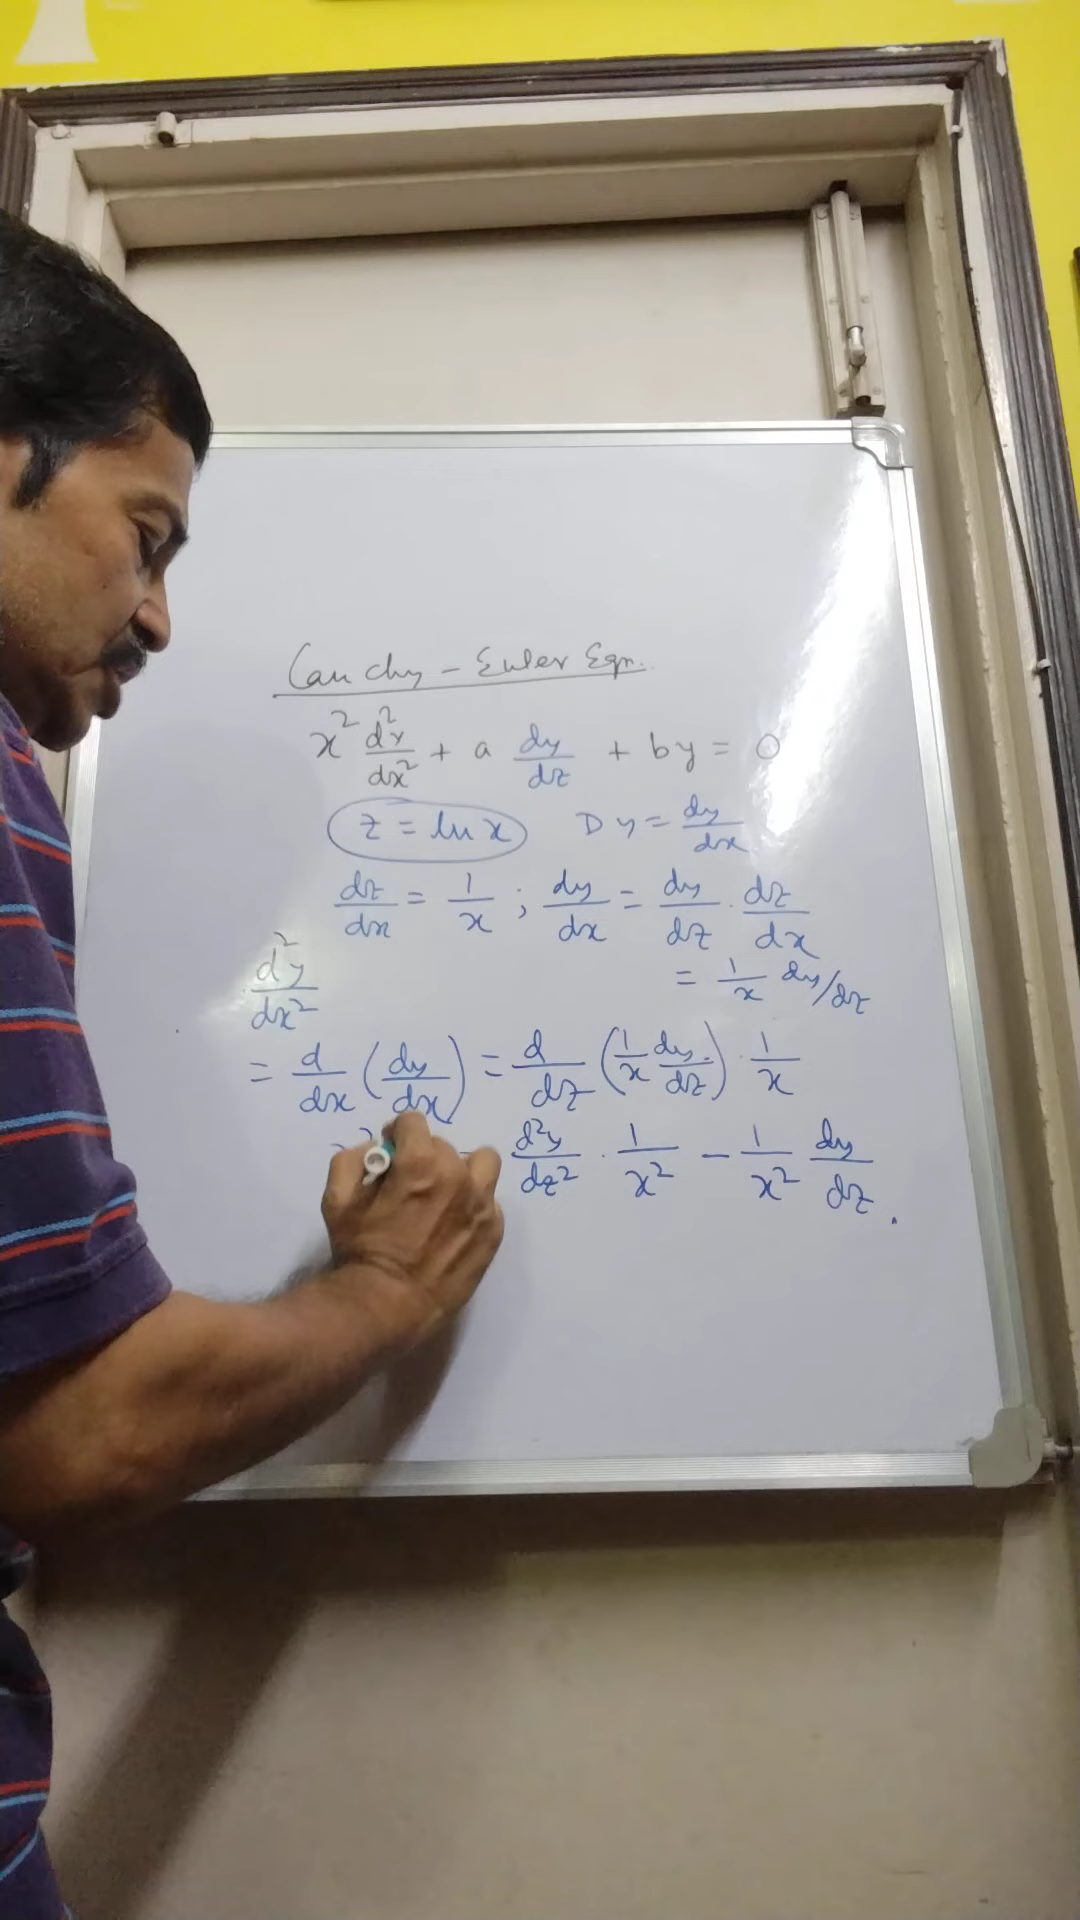 Cauchy - Euler Eqn.
x² d²y/dx² + a dy/dz + by = 0
z = ln x   Dy = dy/dx
dz/dx = 1/x ; dy/dx = dy/dz · dz/dx
d²y/dx²   = 1/x dy/dz
= d/dx (dy/dx) = d/dz (1/x dy/dz) · 1/x
d²y/dz² · 1/x² - 1/x² dy/dz .